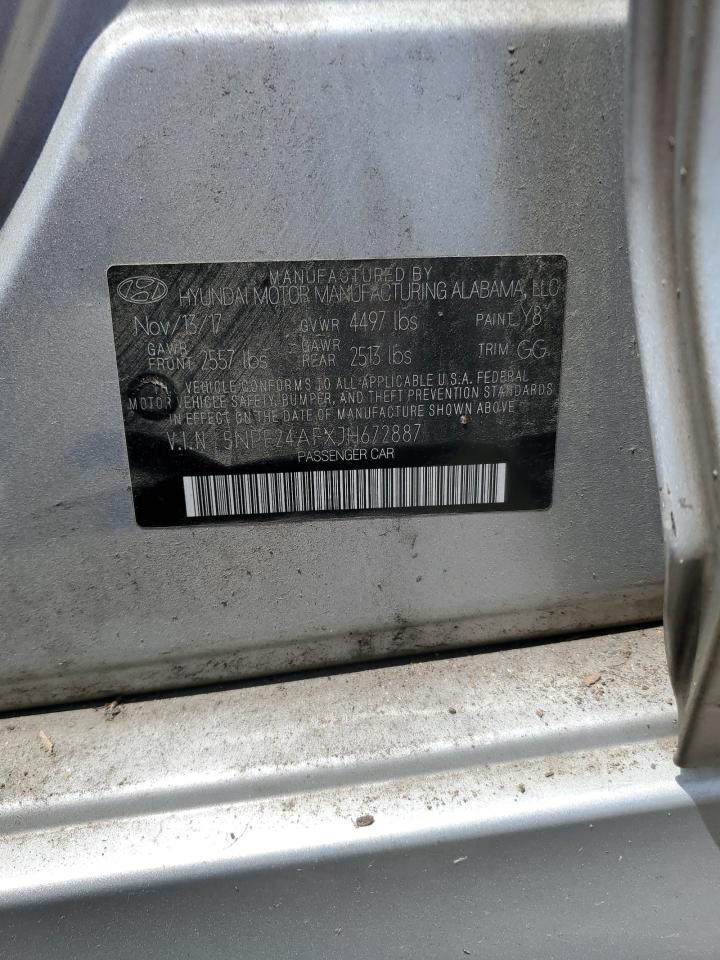 MANUFACTURED BY
HYUNDAI MOTOR MANUFACTURING ALABAMA, LLC
Nov/13/17 GVWR 4497 lbs PAINT Y8
GAWR FRONT 2557 lbs GAWR REAR 2513 lbs TRIM GG
VEHICLE CONFORMS TO ALL APPLICABLE U.S.A. FEDERAL
MOTOR VEHICLE SAFETY, BUMPER, AND THEFT PREVENTION STANDARDS
IN EFFECT ON THE DATE OF MANUFACTURE SHOWN ABOVE
V.I.N 5NPE24AFXJH672887
PASSENGER CAR